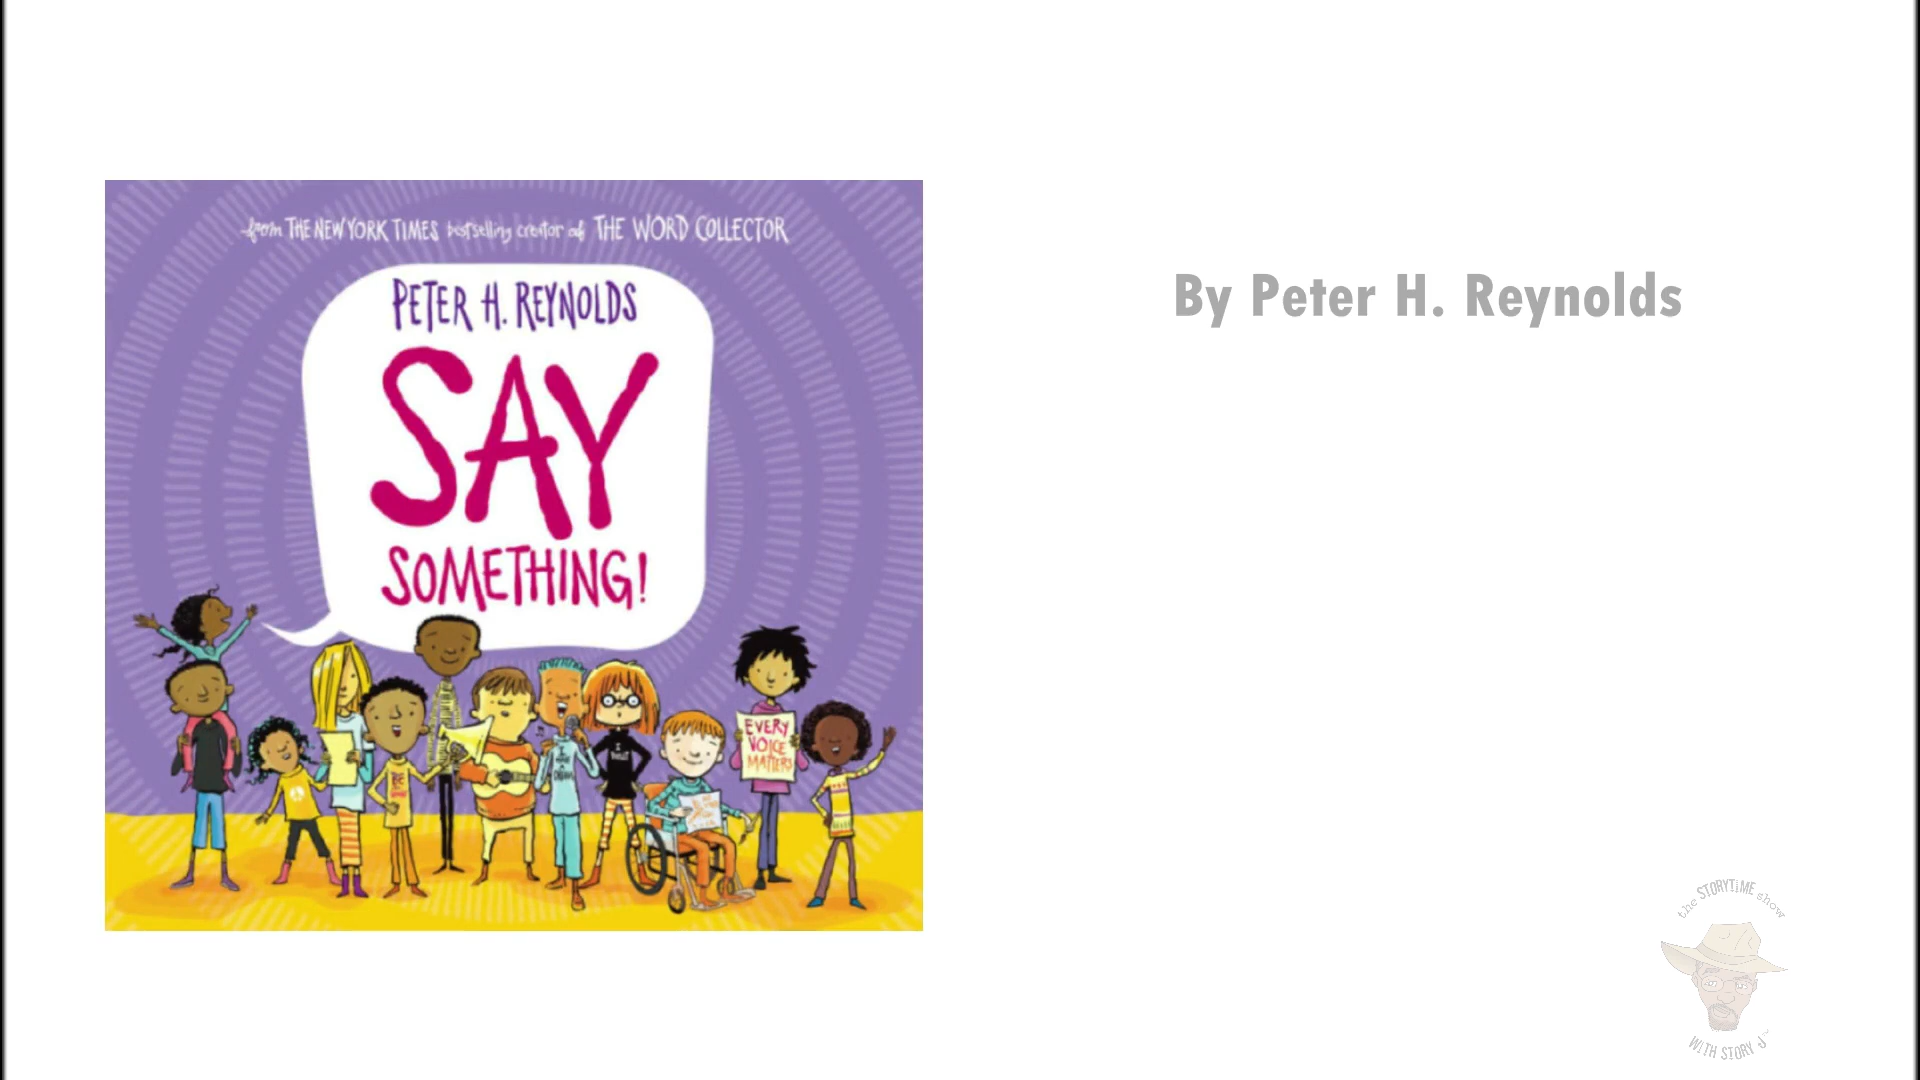 from THE NEW YORK TIMES bestselling creator of THE WORD COLLECTOR
PETER H. REYNOLDS
SAY
SOMETHING!
EVERY
VOICE
MATTERS
By Peter H. Reynolds
the STORYTIME show
WITH STORY J